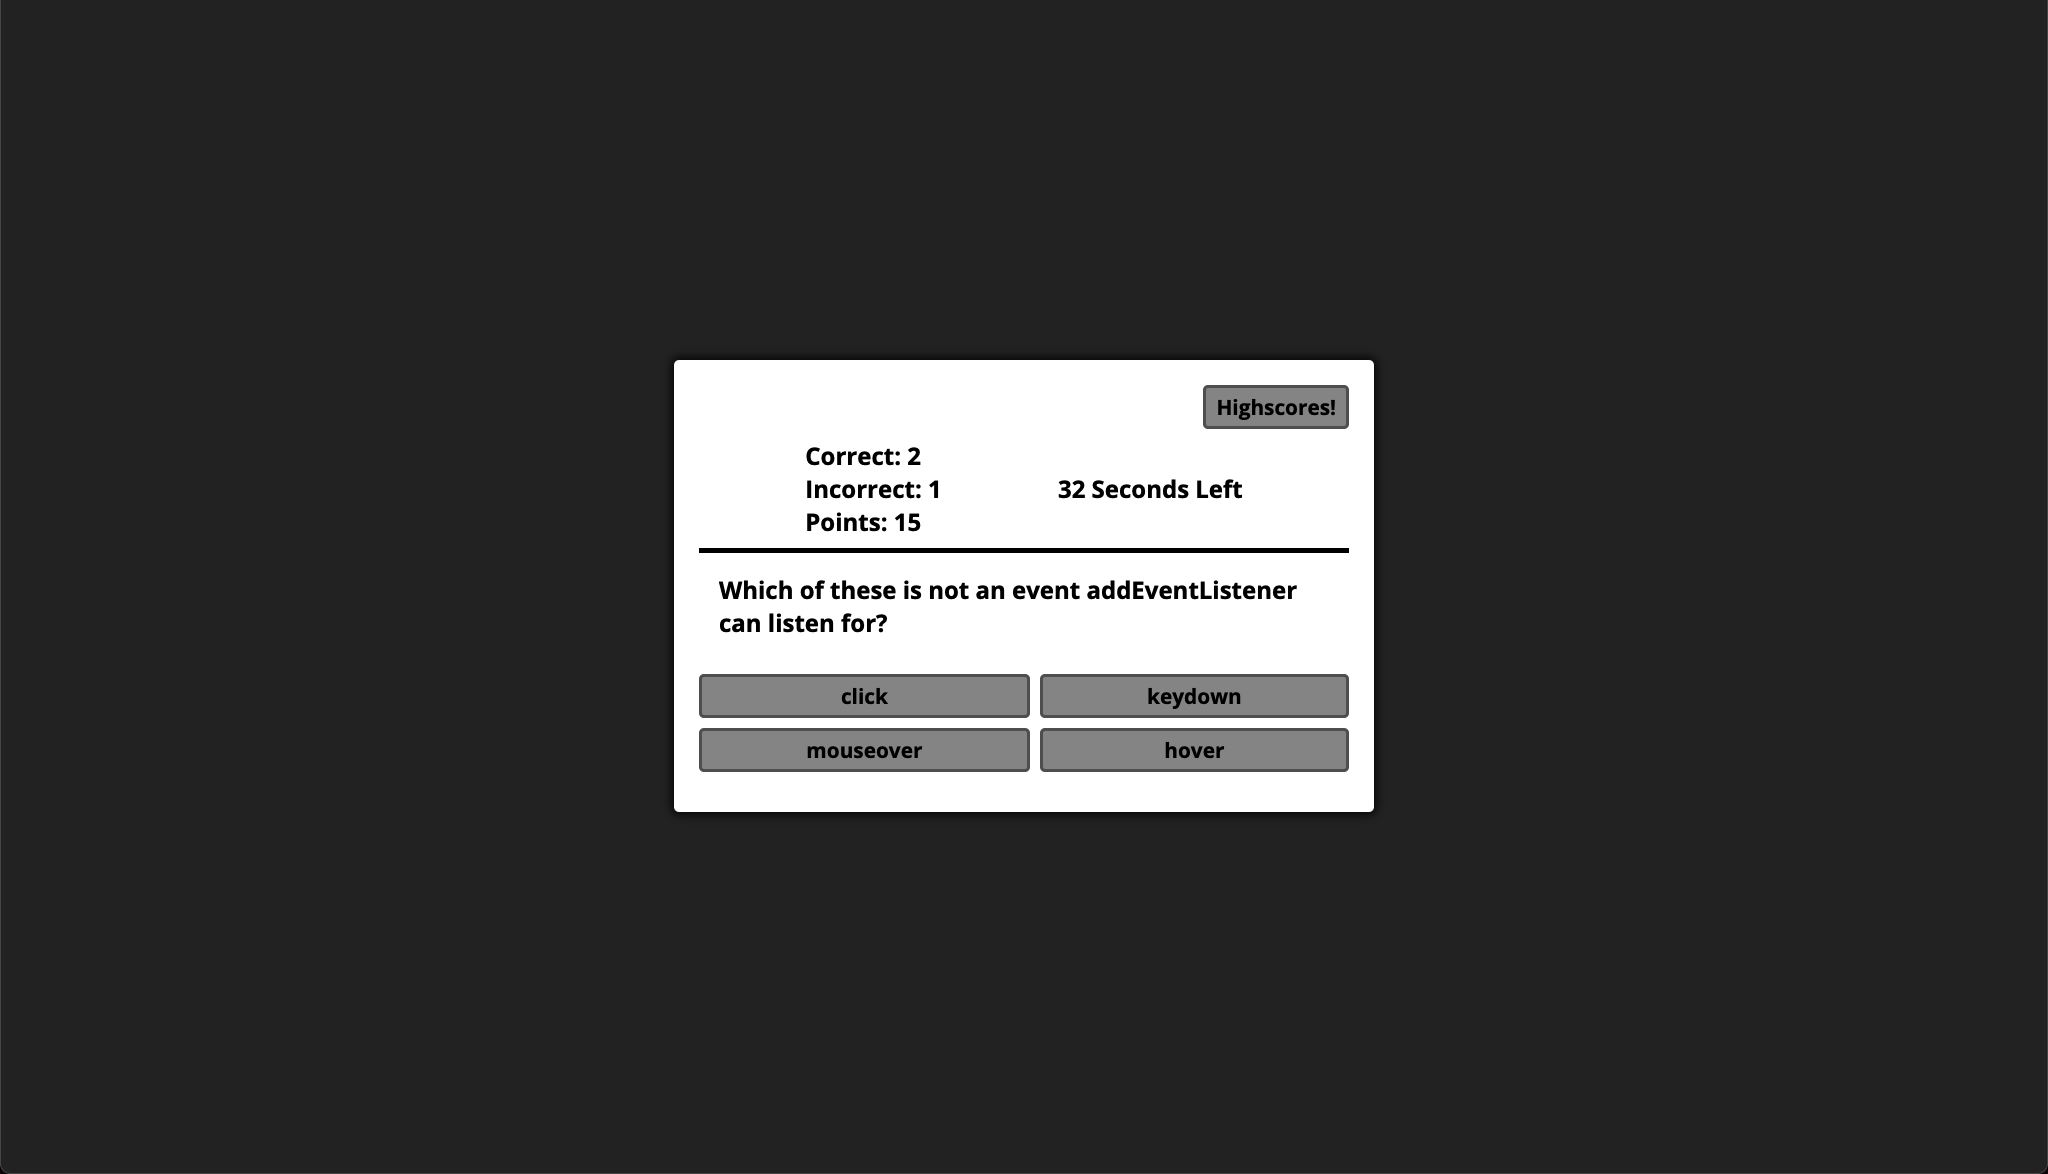 Highscores!
Correct: 2
Incorrect: 1
32 Seconds Left
Points: 15
Which of these is not an event addEventListener
can listen for?
click
keydown
mouseover
hover